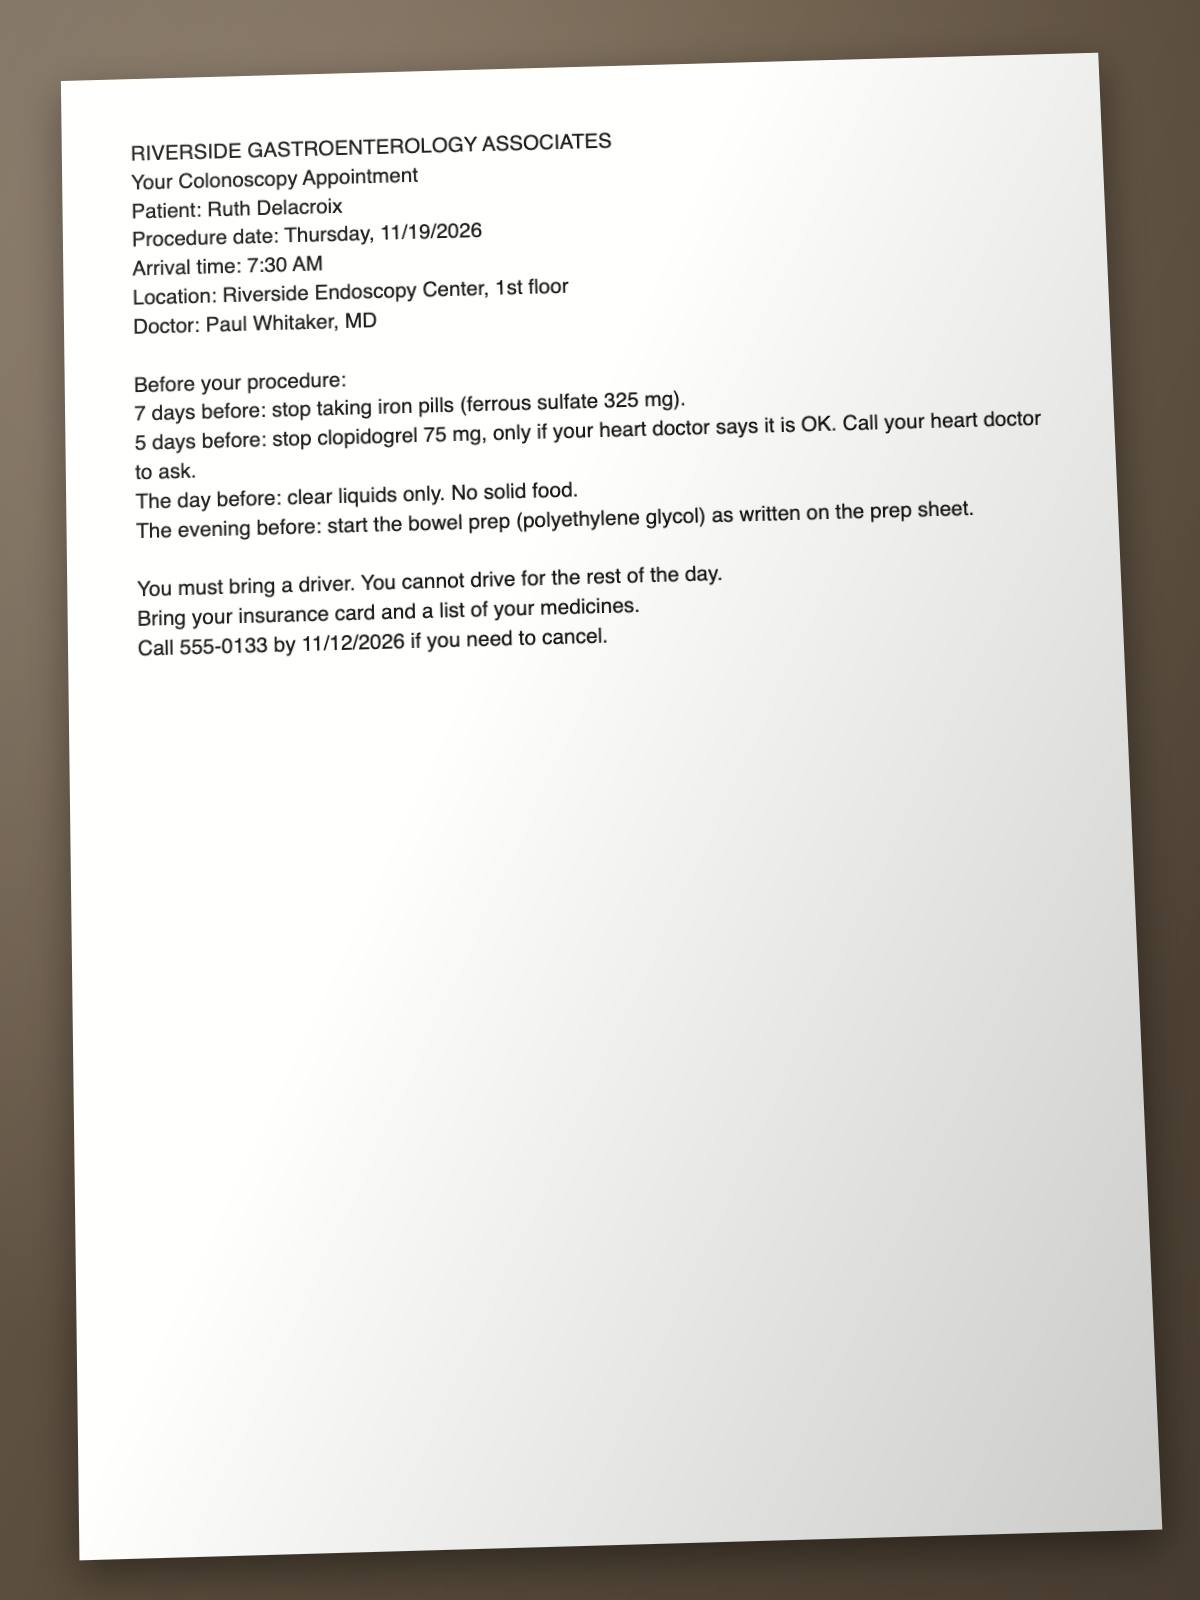 RIVERSIDE GASTROENTEROLOGY ASSOCIATES
Your Colonoscopy Appointment
Patient: Ruth Delacroix
Procedure date: Thursday, 11/19/2026
Arrival time: 7:30 AM
Location: Riverside Endoscopy Center, 1st floor
Doctor: Paul Whitaker, MD
Before your procedure:
7 days before: stop taking iron pills (ferrous sulfate 325 mg).
5 days before: stop clopidogrel 75 mg, only if your heart doctor says it is OK. Call your heart doctor
to ask.
The day before: clear liquids only. No solid food.
The evening before: start the bowel prep (polyethylene glycol) as written on the prep sheet.
You must bring a driver. You cannot drive for the rest of the day.
Bring your insurance card and a list of your medicines.
Call 555-0133 by 11/12/2026 if you need to cancel.